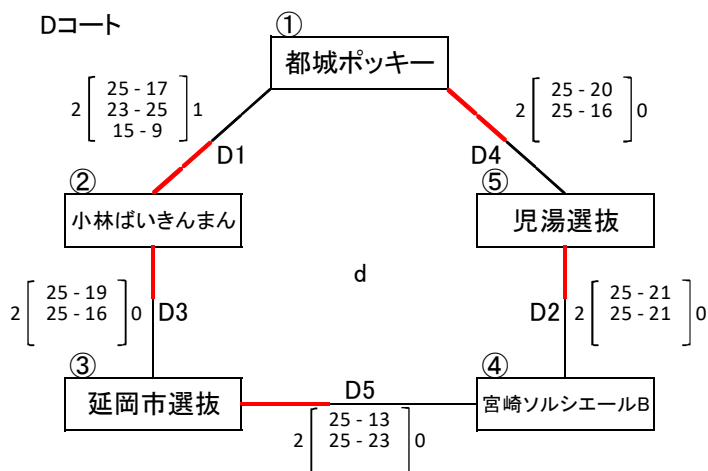 Dコート
①
都城ポッキー
2 [ 25 - 17 ] 1
23 - 25
15 - 9
D1
2 [ 25 - 20 ] 0
25 - 16
D4
②
小林ばいきんまん
⑤
児湯選抜
d
2 [ 25 - 19 ] 0
25 - 16
D3
D2
2 [ 25 - 21 ] 0
25 - 21
③
延岡市選抜
D5
④
宮崎ソルシエールB
2 [ 25 - 13 ] 0
25 - 23